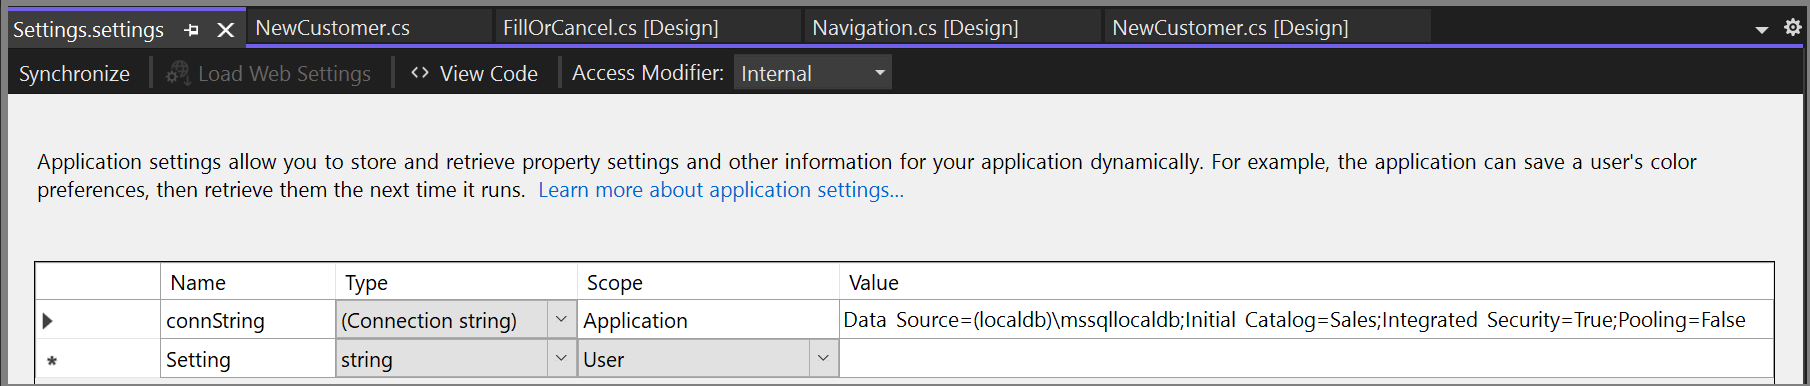 Settings.settings NewCustomer.cs FillOrCancel.cs [Design] Navigation.cs [Design] NewCustomer.cs [Design]
Synchronize Load Web Settings <> View Code Access Modifier: Internal
Application settings allow you to store and retrieve property settings and other information for your application dynamically. For example, the application can save a user's color
preferences, then retrieve them the next time it runs. Learn more about application settings...
Name Type Scope Value
connString (Connection string) Application Data Source=(localdb)\mssqllocaldb;Initial Catalog=Sales;Integrated Security=True;Pooling=False
* Setting string User